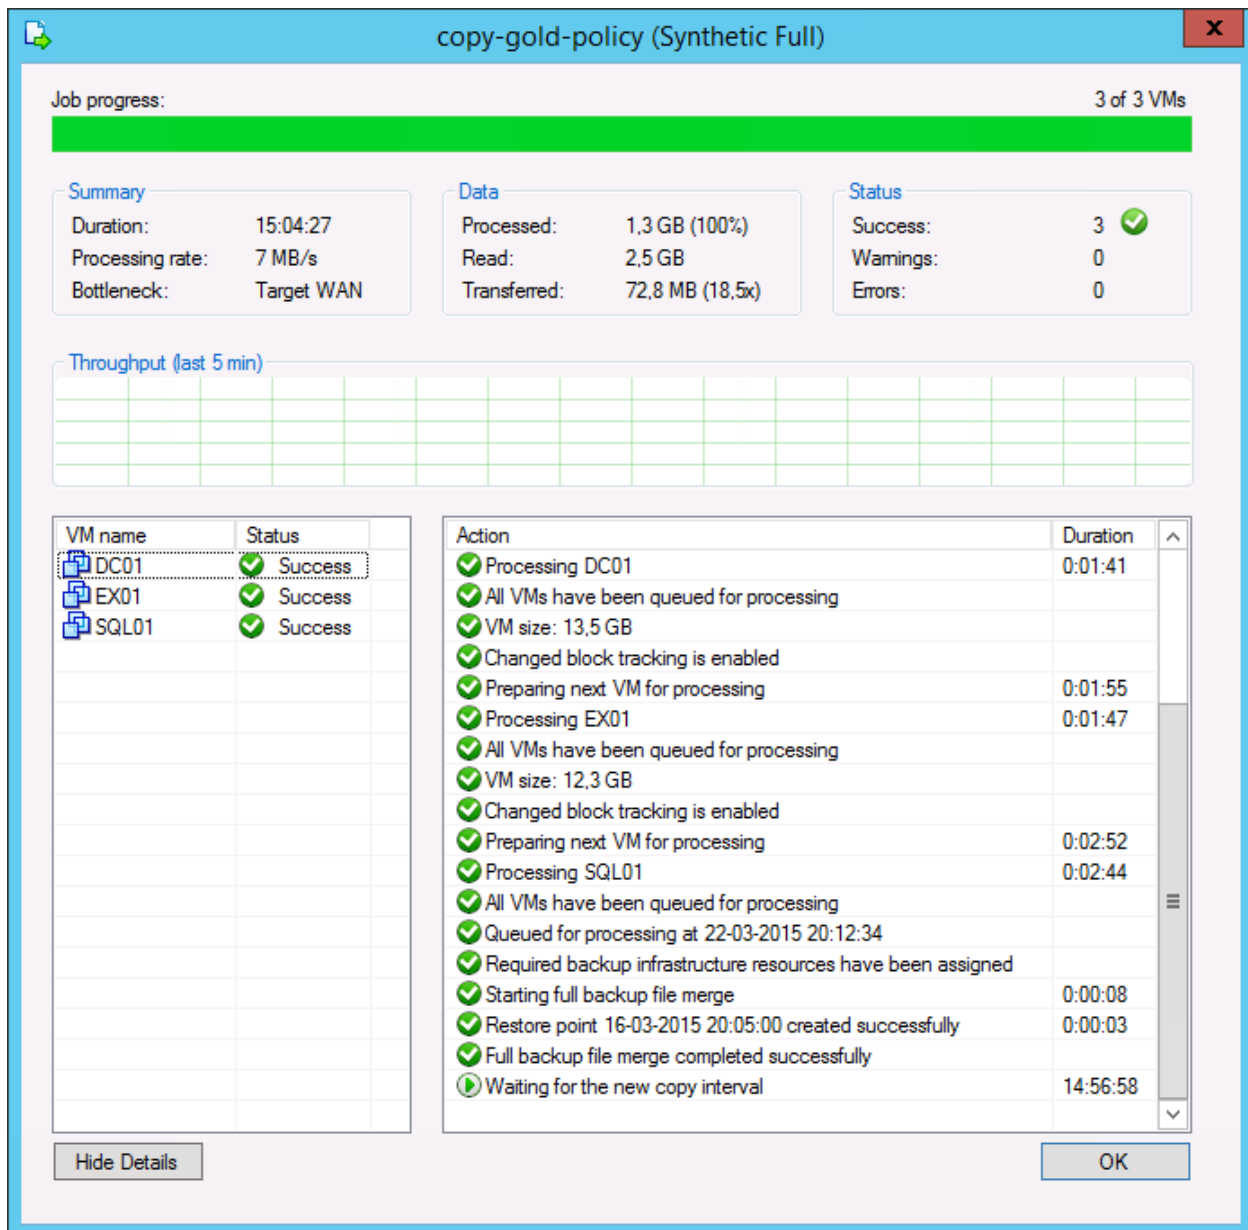 copy-gold-policy (Synthetic Full)
x
Job progress: 3 of 3 VMs
Summary
Duration: 15:04:27
Processing rate: 7 MB/s
Bottleneck: Target WAN
Data
Processed: 1,3 GB (100%)
Read: 2,5 GB
Transferred: 72,8 MB (18,5x)
Status
Success: 3
Warnings: 0
Errors: 0
Throughput (last 5 min)
VM name Status
DC01 Success
EX01 Success
SQL01 Success
Action Duration
Processing DC01 0:01:41
All VMs have been queued for processing
VM size: 13,5 GB
Changed block tracking is enabled
Preparing next VM for processing 0:01:55
Processing EX01 0:01:47
All VMs have been queued for processing
VM size: 12,3 GB
Changed block tracking is enabled
Preparing next VM for processing 0:02:52
Processing SQL01 0:02:44
All VMs have been queued for processing
Queued for processing at 22-03-2015 20:12:34
Required backup infrastructure resources have been assigned
Starting full backup file merge 0:00:08
Restore point 16-03-2015 20:05:00 created successfully 0:00:03
Full backup file merge completed successfully
Waiting for the new copy interval 14:56:58
Hide Details
OK